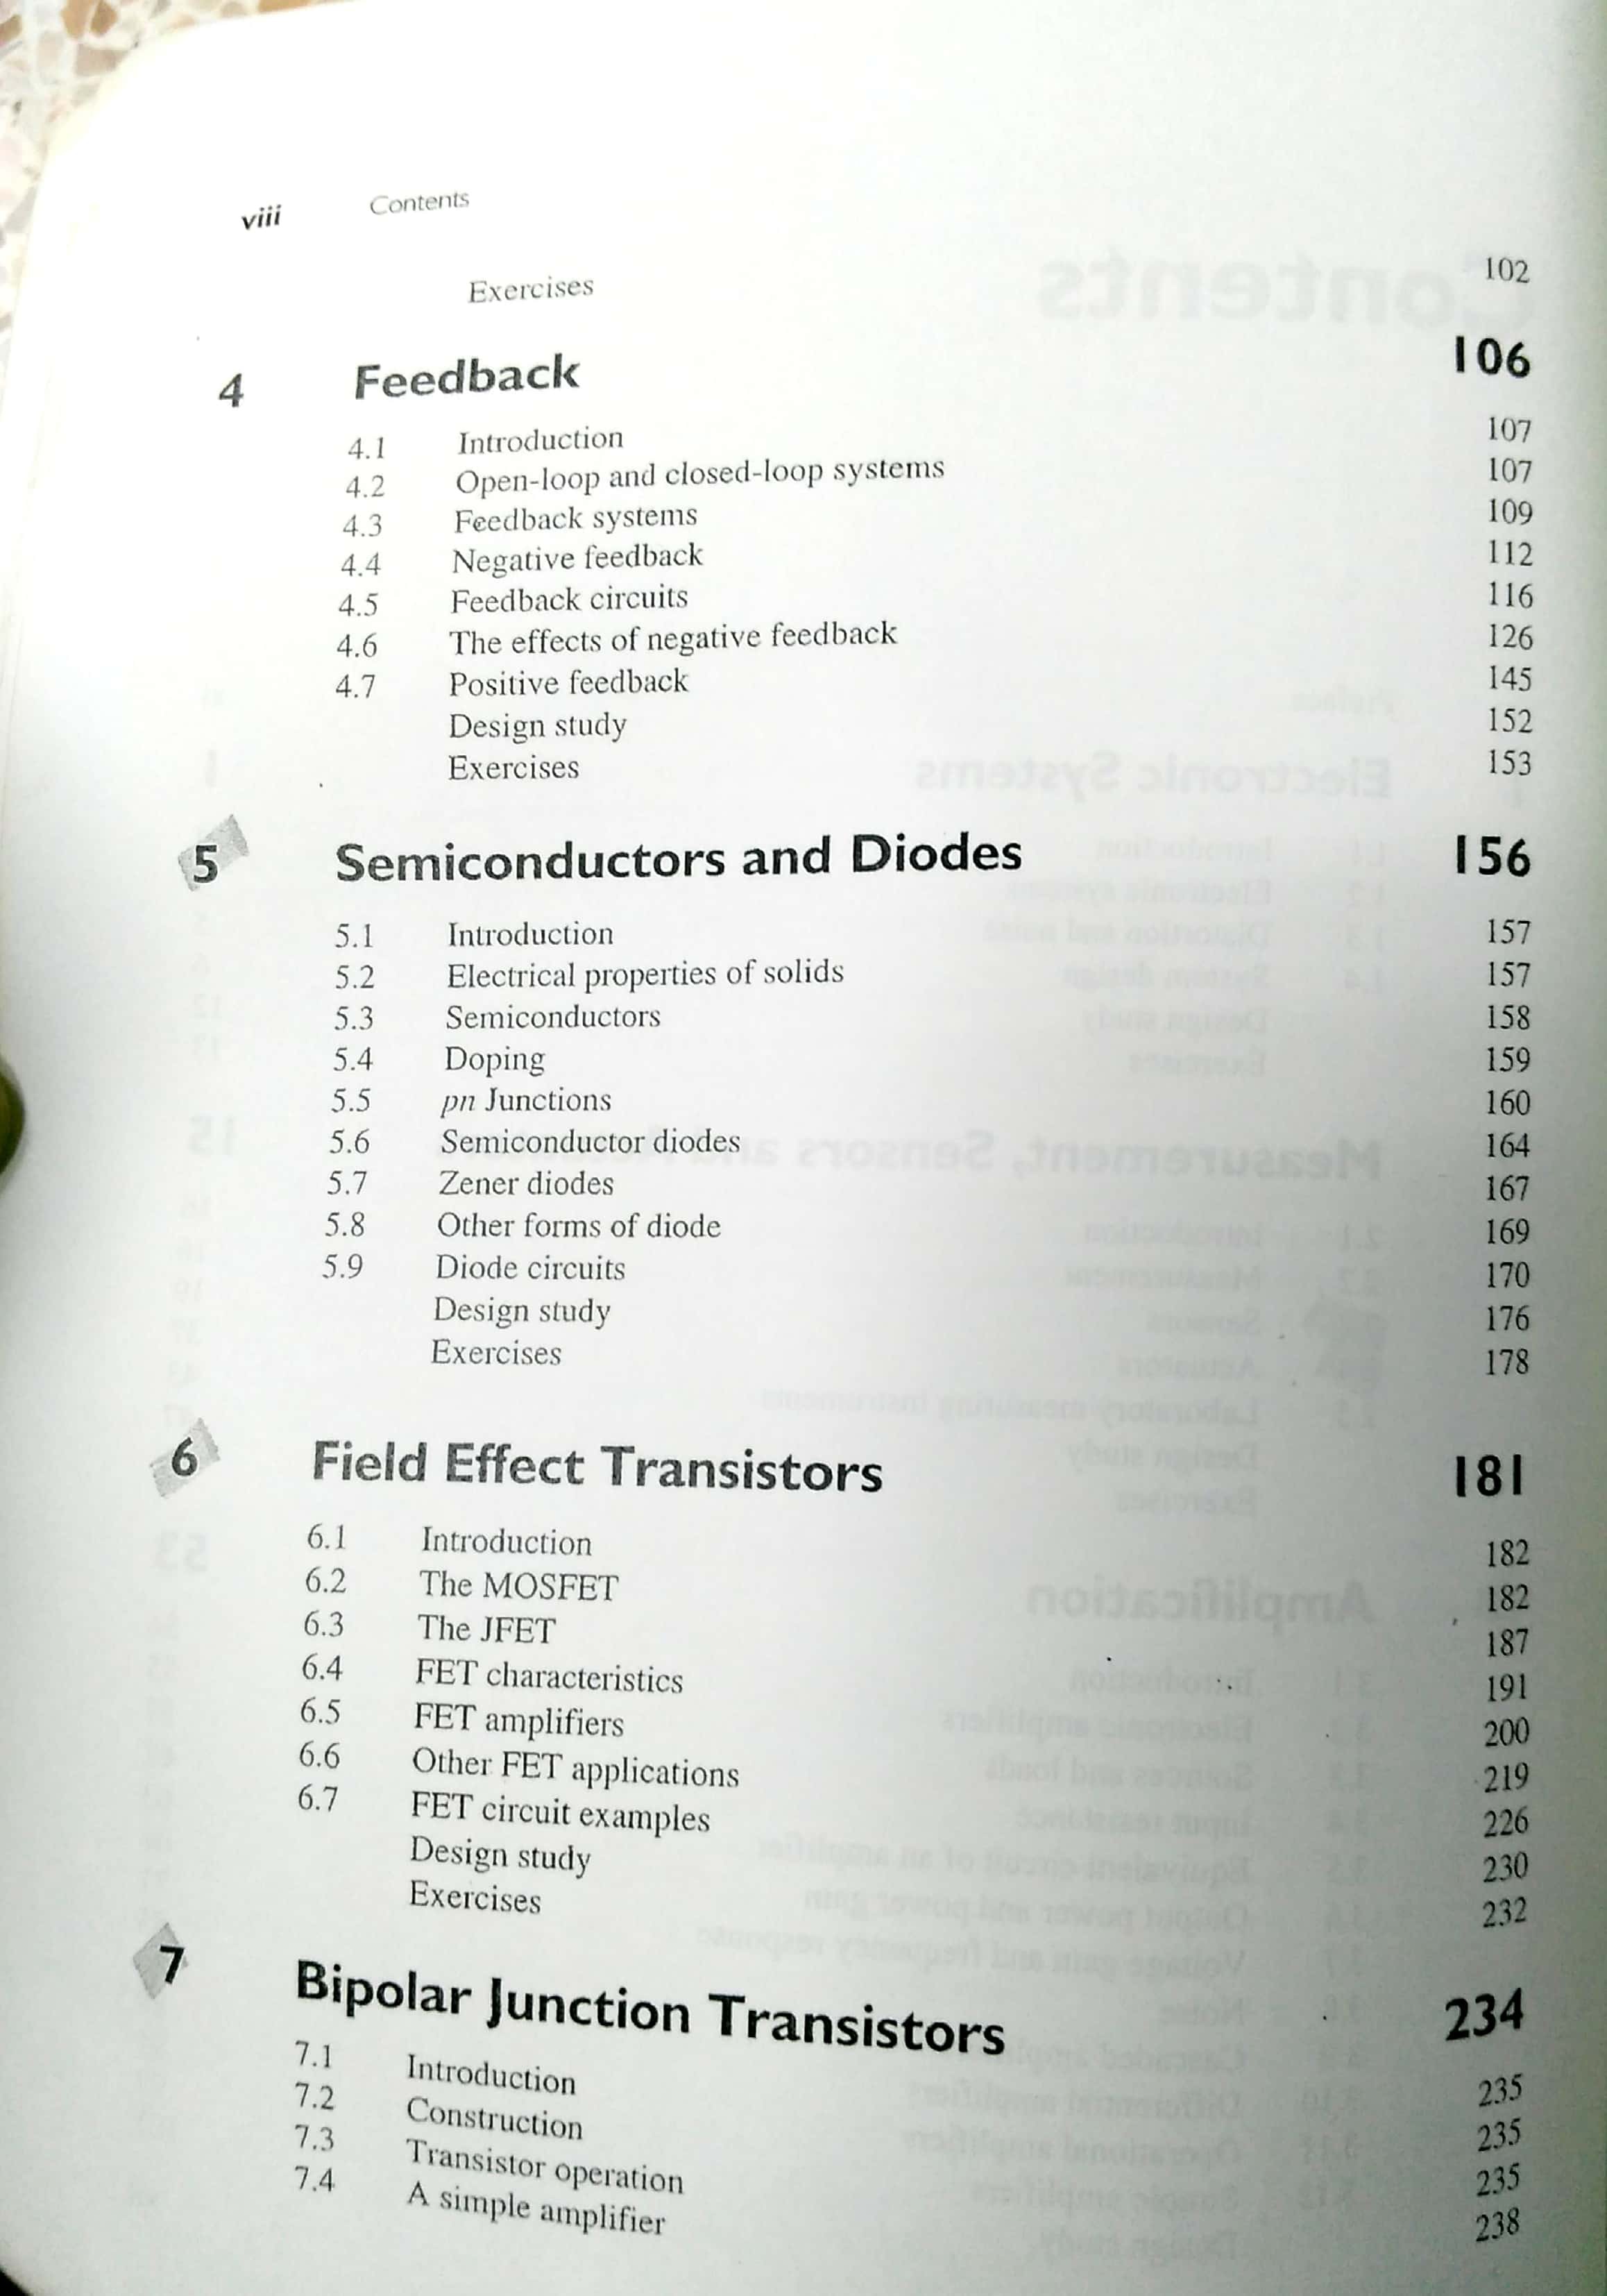 viii Contents
Exercises 102
4 Feedback 106
4.1 Introduction 107
4.2 Open-loop and closed-loop systems 107
4.3 Feedback systems 109
4.4 Negative feedback 112
4.5 Feedback circuits 116
4.6 The effects of negative feedback 126
4.7 Positive feedback 145
Design study 152
Exercises 153
5 Semiconductors and Diodes 156
5.1 Introduction 157
5.2 Electrical properties of solids 157
5.3 Semiconductors 158
5.4 Doping 159
5.5 pn Junctions 160
5.6 Semiconductor diodes 164
5.7 Zener diodes 167
5.8 Other forms of diode 169
5.9 Diode circuits 170
Design study 176
Exercises 178
6 Field Effect Transistors 181
6.1 Introduction 182
6.2 The MOSFET 182
6.3 The JFET 187
6.4 FET characteristics 191
6.5 FET amplifiers 200
6.6 Other FET applications 219
6.7 FET circuit examples 226
Design study 230
Exercises 232
7 Bipolar Junction Transistors 234
7.1 Introduction 235
7.2 Construction 235
7.3 Transistor operation 235
7.4 A simple amplifier 238